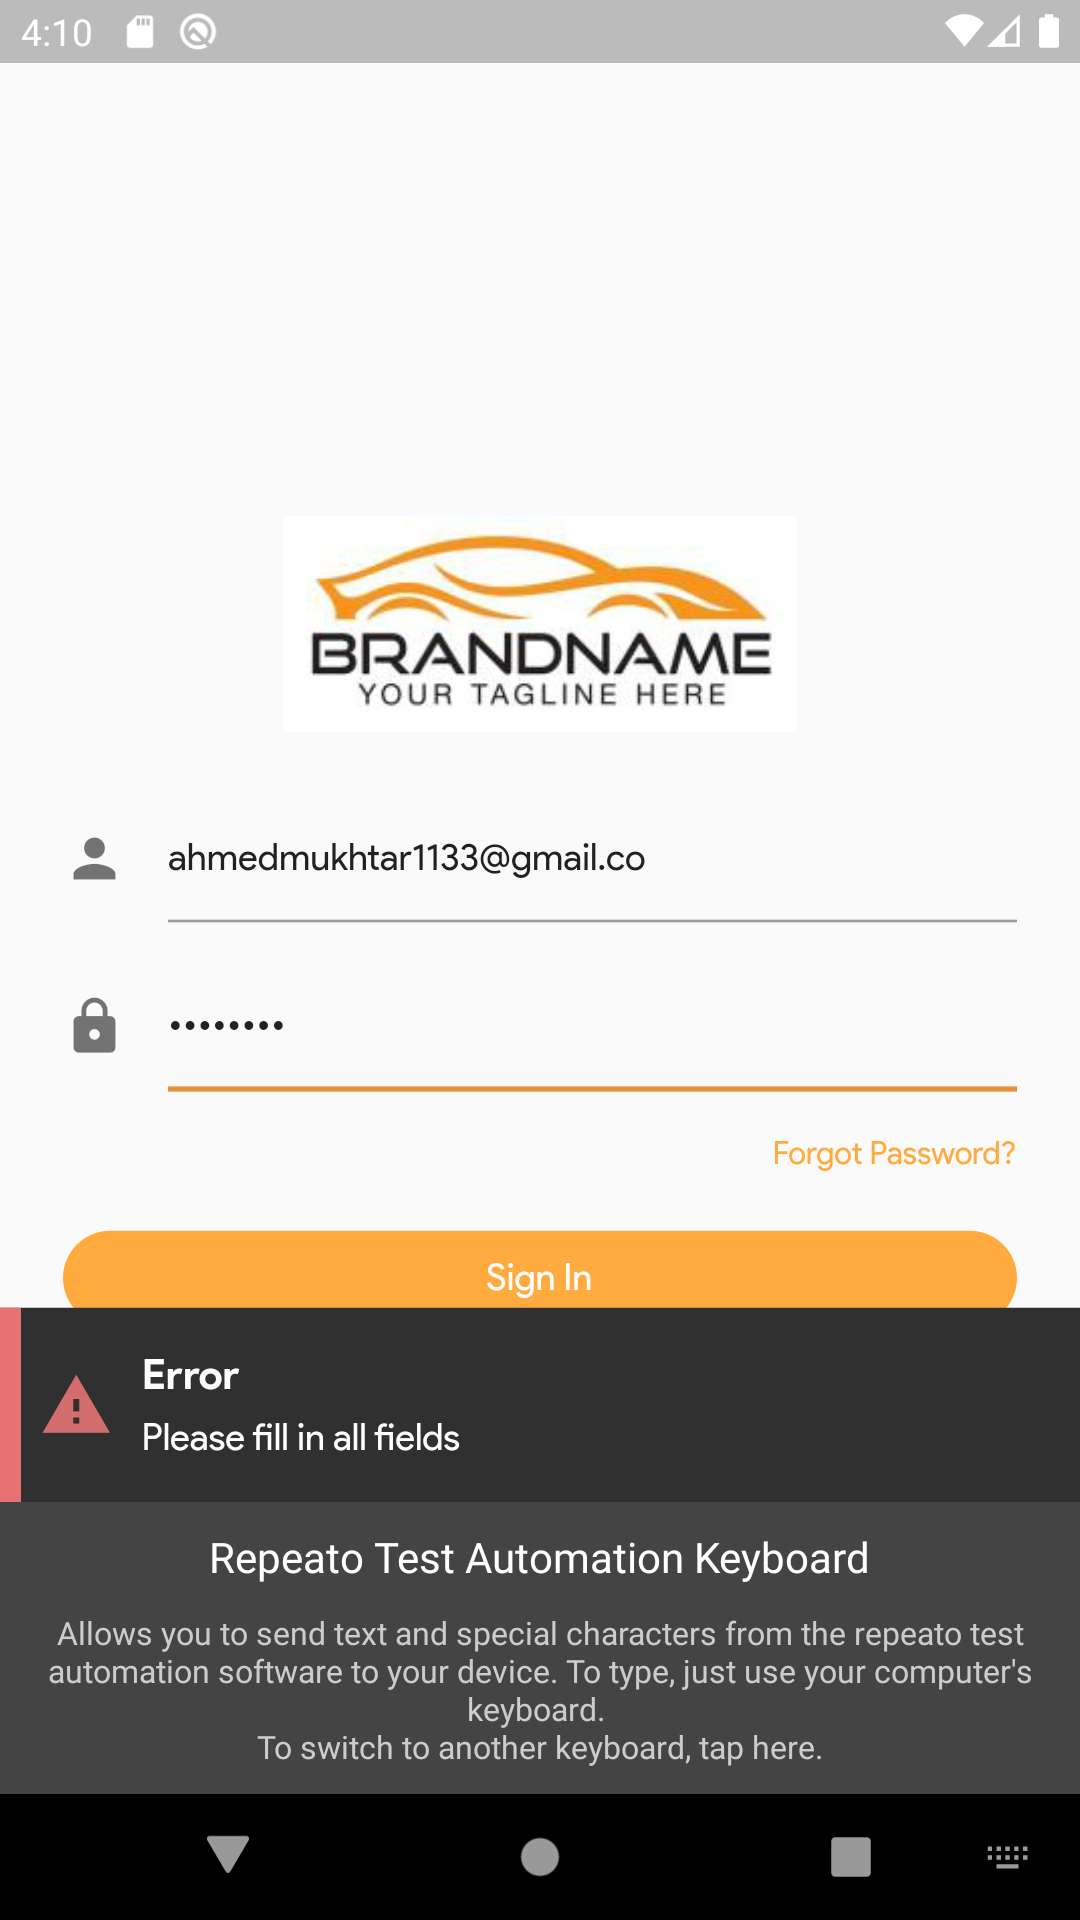 4:10
BRANDNAME
YOUR TAGLINE HERE
ahmedmukhtar1133@gmail.co
••••••••
Forgot Password?
Sign In
Error
Please fill in all fields
Repeato Test Automation Keyboard
Allows you to send text and special characters from the repeato test
automation software to your device. To type, just use your computer's
keyboard.
To switch to another keyboard, tap here.